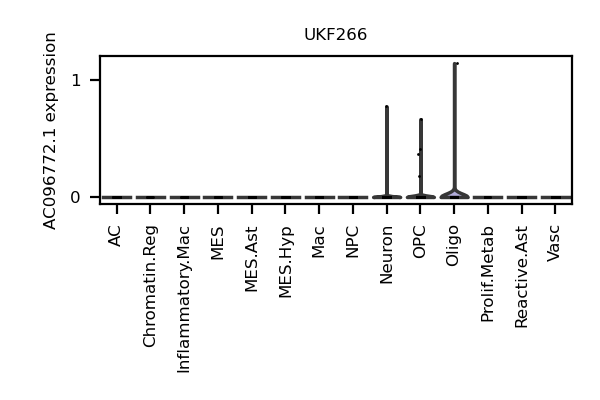 UKF266
AC096772.1 expression
1
0
AC
Chromatin.Reg
Inflammatory.Mac
MES
MES.Ast
MES.Hyp
Mac
NPC
Neuron
OPC
Oligo
Prolif.Metab
Reactive.Ast
Vasc